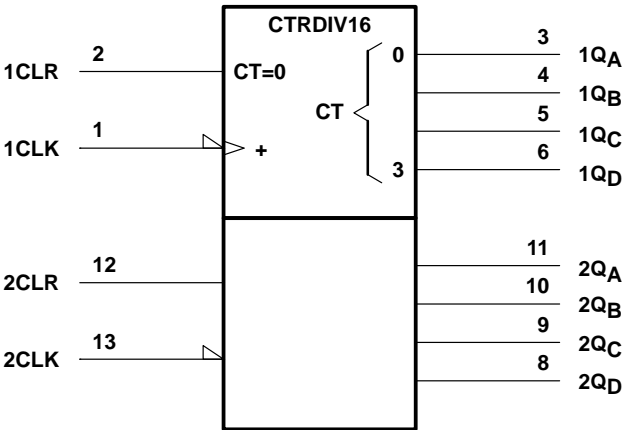 CTRDIV16
1CLR 2 CT=0
1CLK 1 +
CT
0 3 1QA
4 1QB
5 1QC
3 6 1QD
2CLR 12
2CLK 13
11 2QA
10 2QB
9 2QC
8 2QD